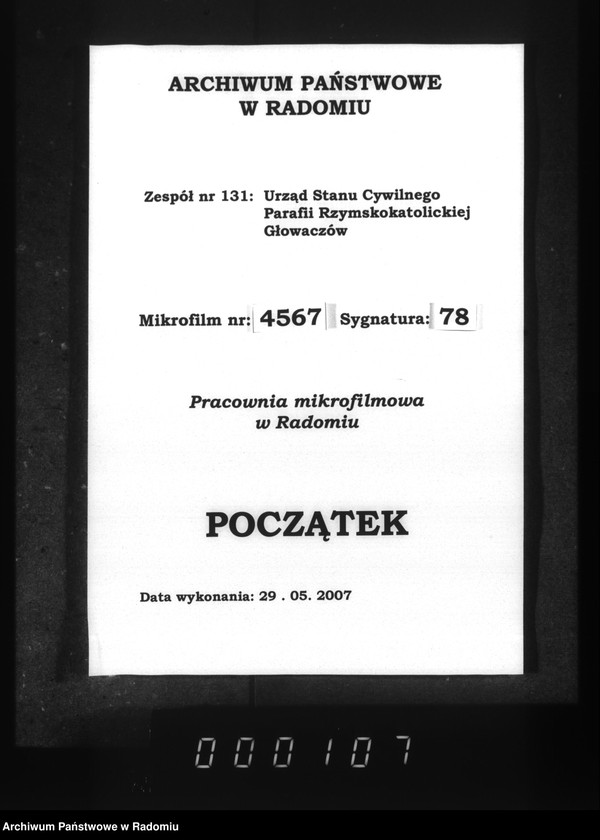 ARCHIWUM PAŃSTWOWE
W RADOMIU
Zespół nr 131: Urząd Stanu Cywilnego
Parafii Rzymskokatolickiej
Głowaczów
Mikrofilm nr: 4567 Sygnatura: 78
Pracownia mikrofilmowa
w Radomiu
POCZĄTEK
Data wykonania: 29 . 05. 2007
000107
Archiwum Państwowe w Radomiu